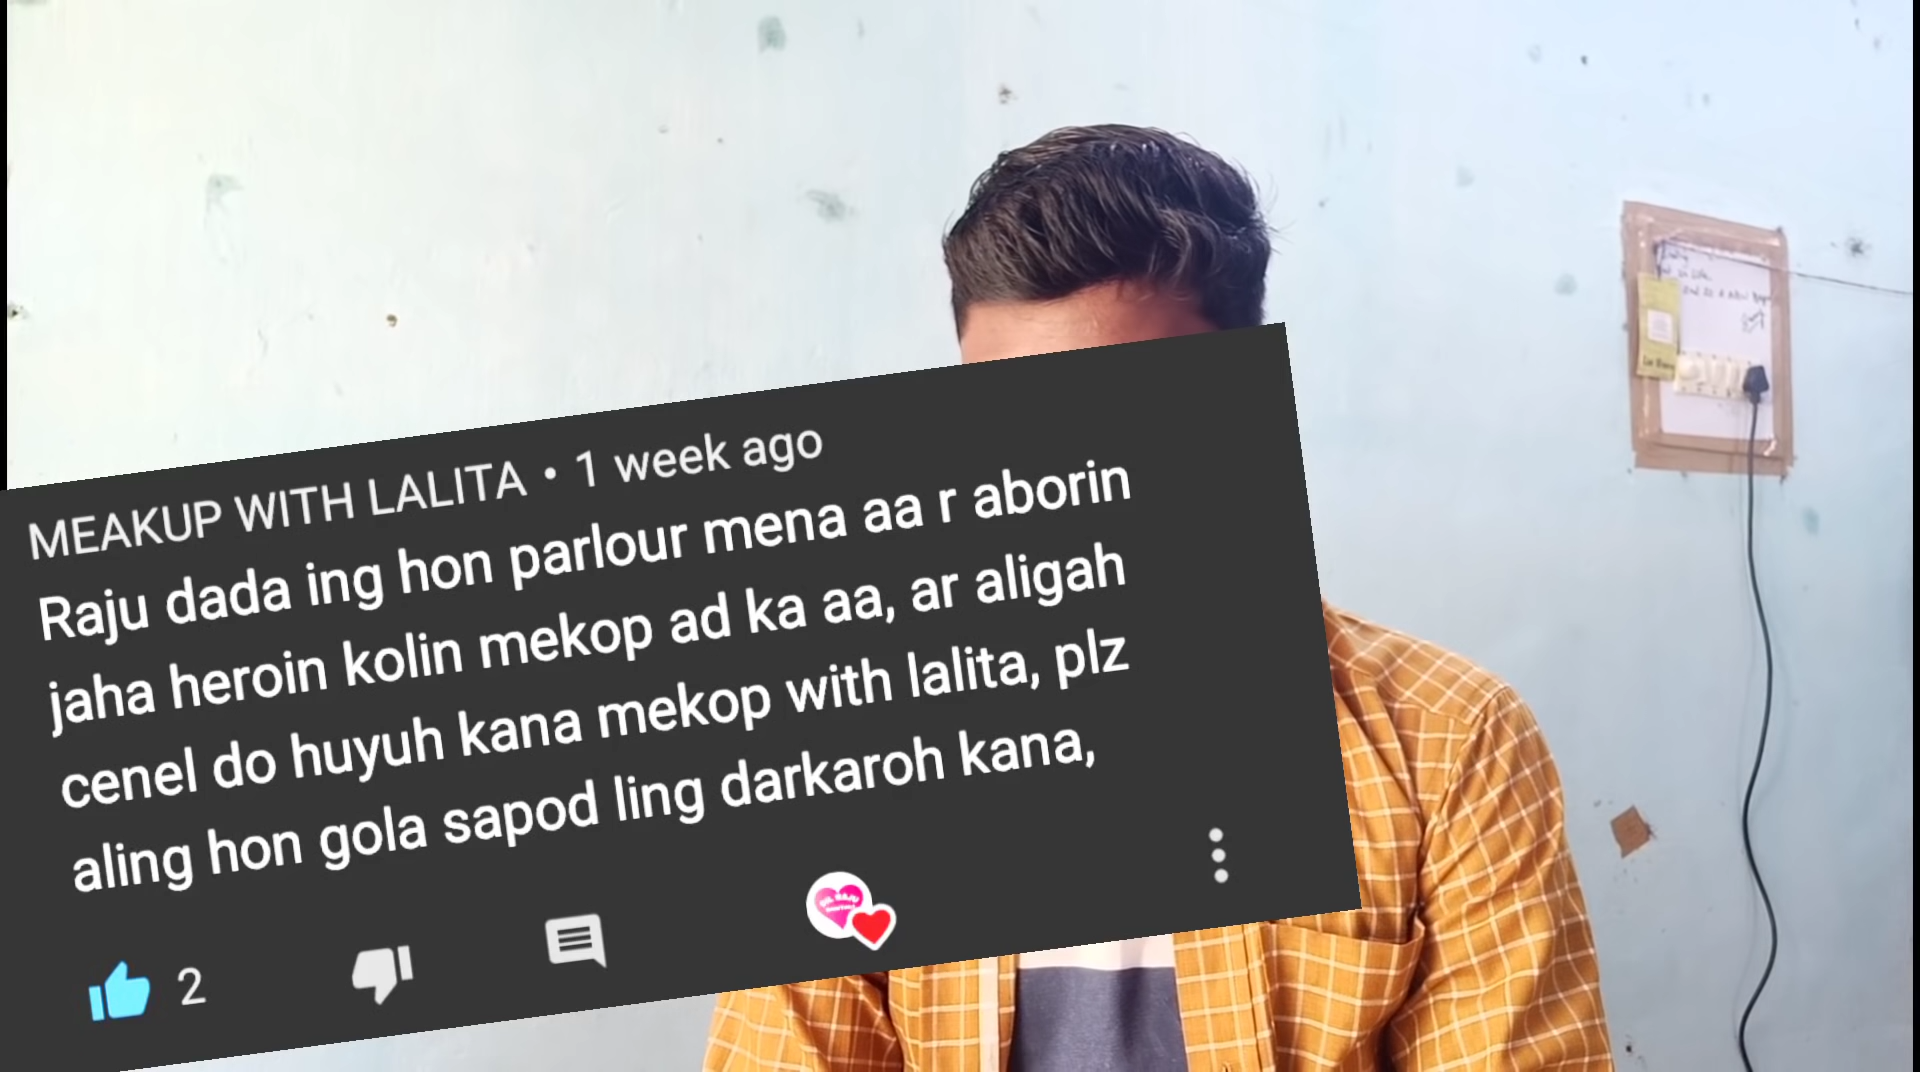 MEAKUP WITH LALITA • 1 week ago
Raju dada ing hon parlour mena aa r aborin
jaha heroin kolin mekop ad ka aa, ar aligah
cenel do huyuh kana mekop with lalita, plz
aling hon gola sapod ling darkaroh kana,
2